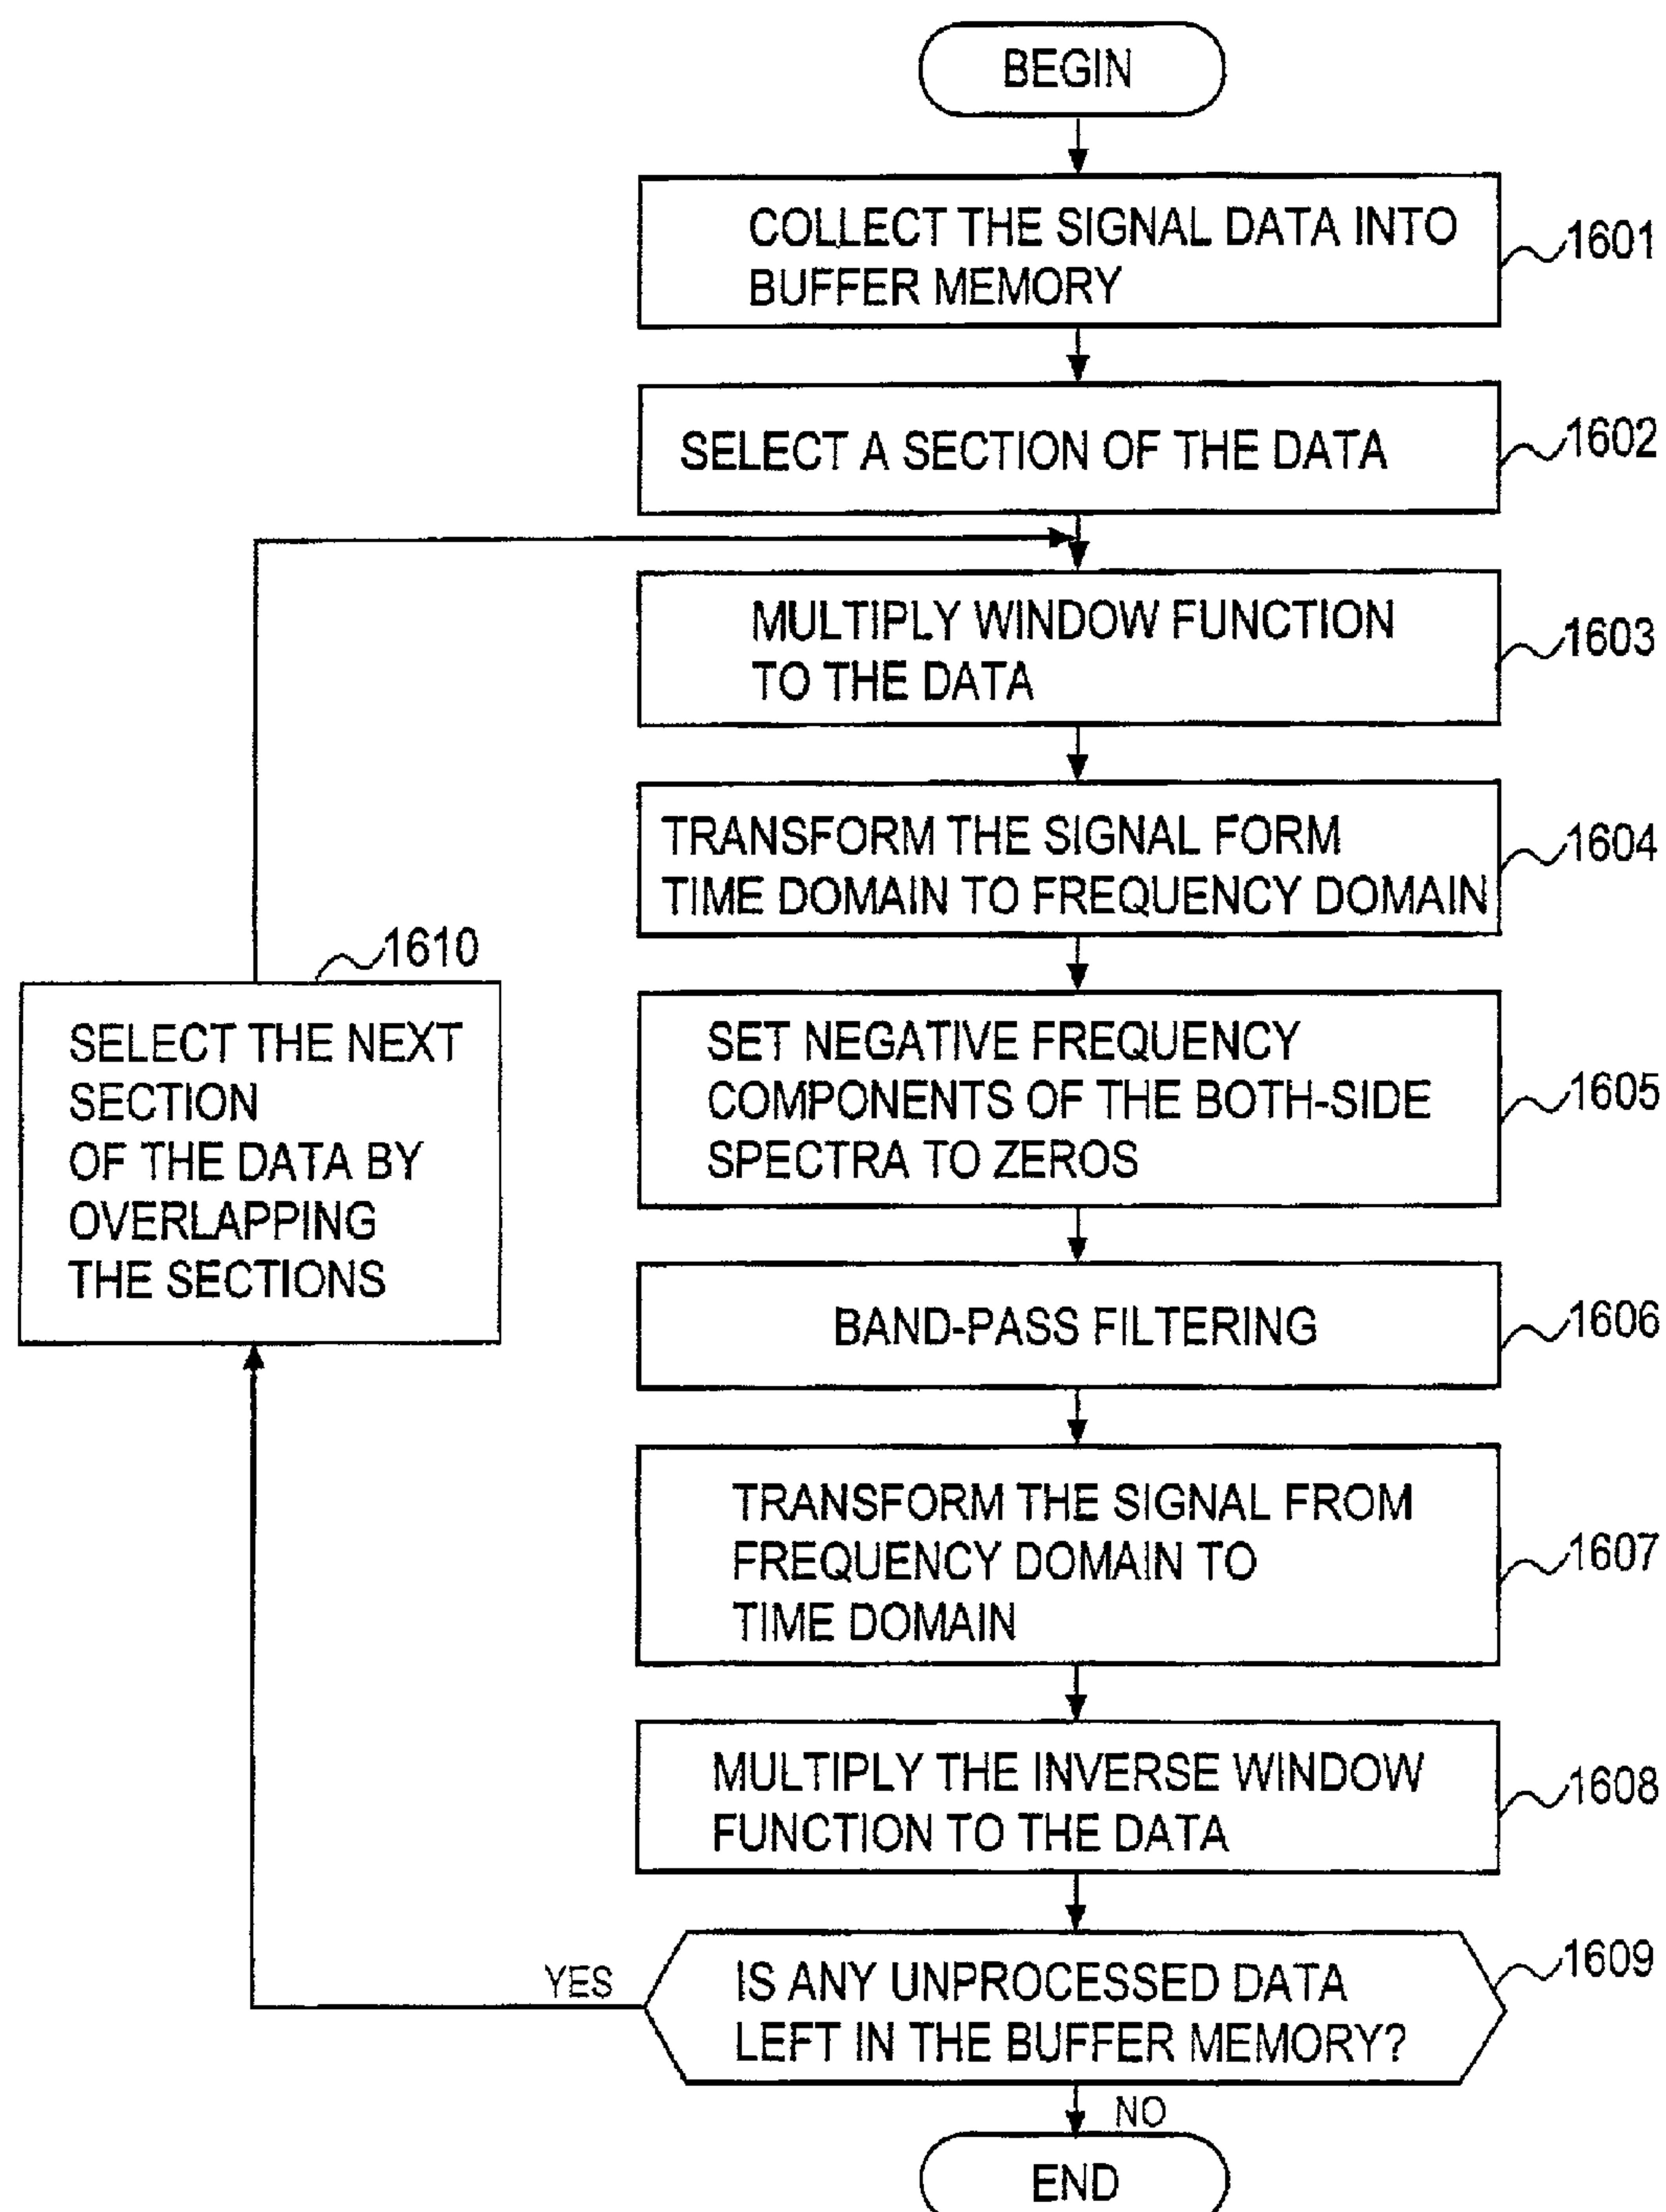 BEGIN
COLLECT THE SIGNAL DATA INTO
BUFFER MEMORY
1601
SELECT A SECTION OF THE DATA
1602
MULTIPLY WINDOW FUNCTION
TO THE DATA
1603
TRANSFORM THE SIGNAL FORM
TIME DOMAIN TO FREQUENCY DOMAIN
1604
SET NEGATIVE FREQUENCY
COMPONENTS OF THE BOTH-SIDE
SPECTRA TO ZEROS
1605
BAND-PASS FILTERING
1606
TRANSFORM THE SIGNAL FROM
FREQUENCY DOMAIN TO
TIME DOMAIN
1607
MULTIPLY THE INVERSE WINDOW
FUNCTION TO THE DATA
1608
IS ANY UNPROCESSED DATA
LEFT IN THE BUFFER MEMORY?
1609
YES
NO
1610
SELECT THE NEXT
SECTION
OF THE DATA BY
OVERLAPPING
THE SECTIONS
END